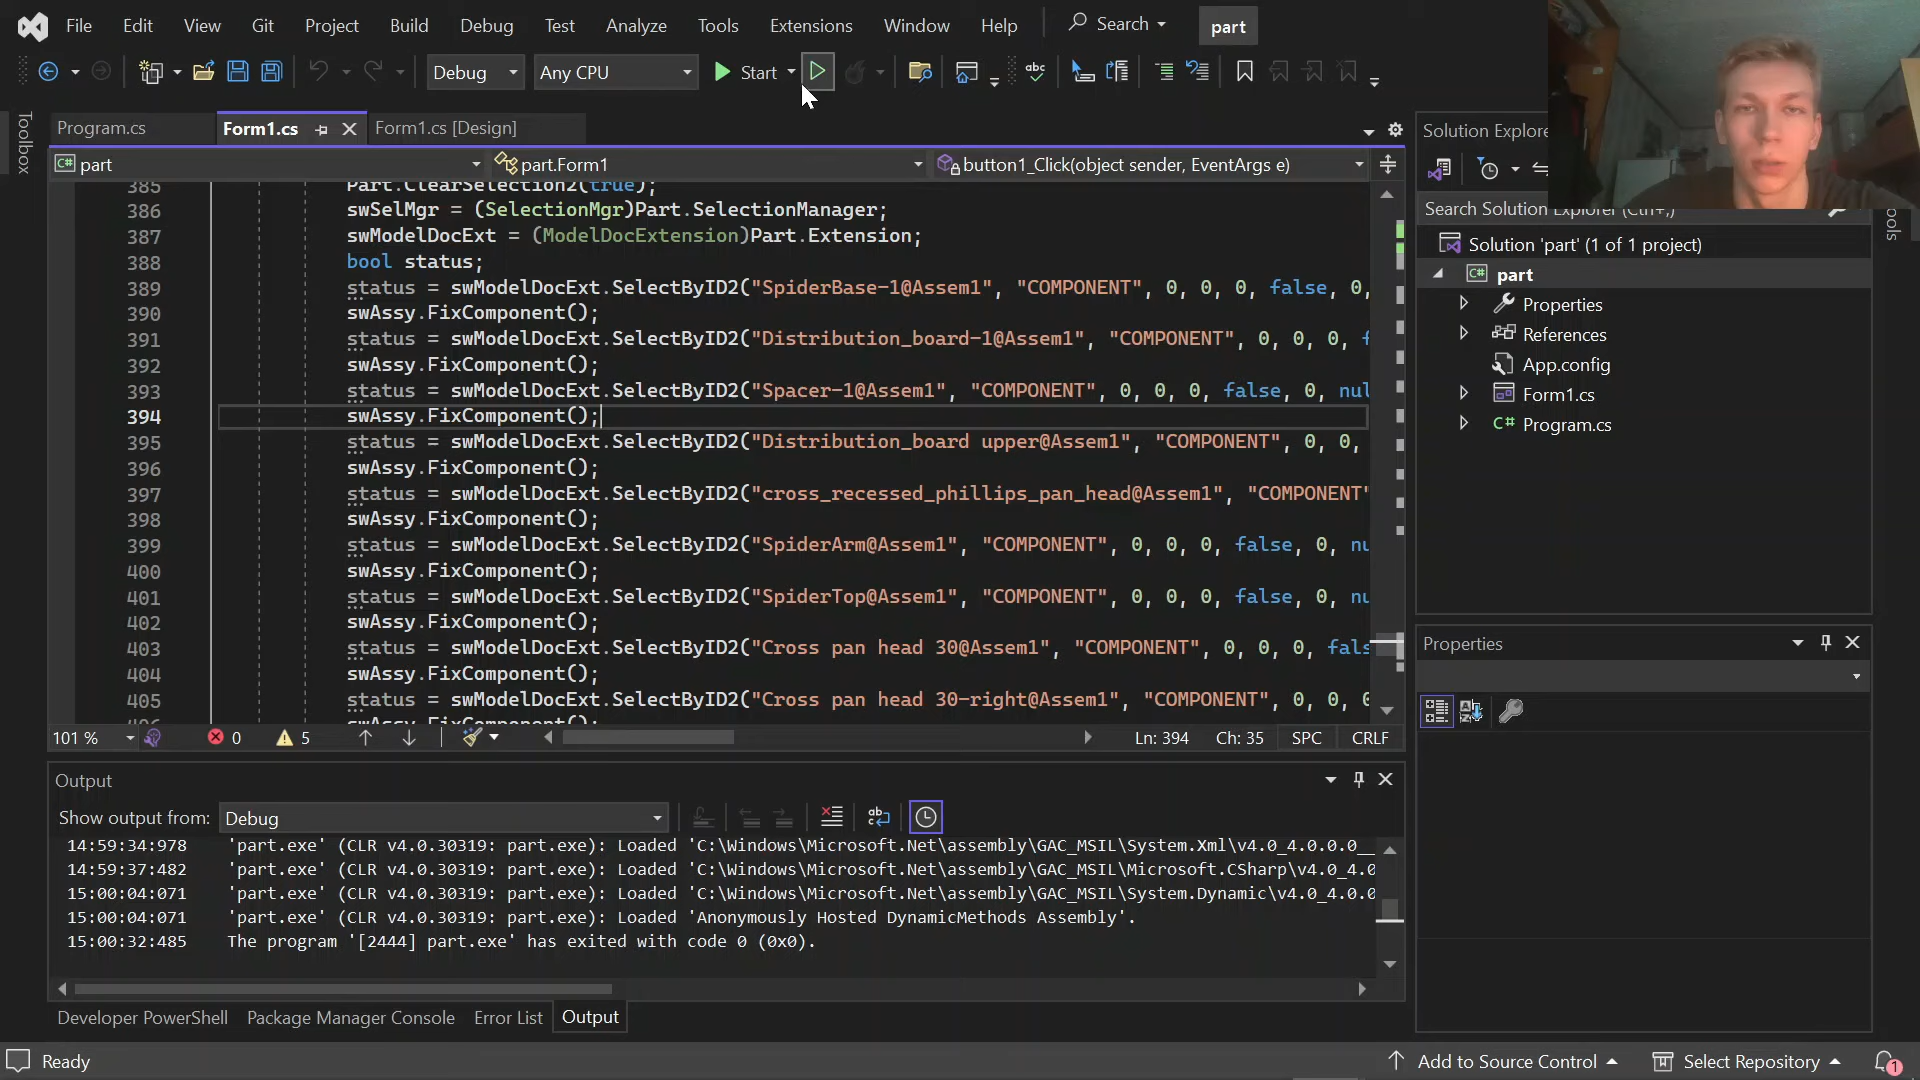 File Edit View Git Project Build Debug Test Analyze Tools Extensions Window Help Search part
Debug Any CPU Start
Toolbox
Program.cs Form1.cs Form1.cs [Design]
part part.Form1 button1_Click(object sender, EventArgs e)
385 Part.ClearSelection2(true);
386 swSelMgr = (SelectionMgr)Part.SelectionManager;
387 swModelDocExt = (ModelDocExtension)Part.Extension;
388 bool status;
389 status = swModelDocExt.SelectByID2("SpiderBase-1@Assem1", "COMPONENT", 0, 0, 0, false, 0,
390 swAssy.FixComponent();
391 status = swModelDocExt.SelectByID2("Distribution_board-1@Assem1", "COMPONENT", 0, 0, 0, f
392 swAssy.FixComponent();
393 status = swModelDocExt.SelectByID2("Spacer-1@Assem1", "COMPONENT", 0, 0, 0, false, 0, nul
394 swAssy.FixComponent();
395 status = swModelDocExt.SelectByID2("Distribution_board upper@Assem1", "COMPONENT", 0, 0,
396 swAssy.FixComponent();
397 status = swModelDocExt.SelectByID2("cross_recessed_phillips_pan_head@Assem1", "COMPONENT"
398 swAssy.FixComponent();
399 status = swModelDocExt.SelectByID2("SpiderArm@Assem1", "COMPONENT", 0, 0, 0, false, 0, nu
400 swAssy.FixComponent();
401 status = swModelDocExt.SelectByID2("SpiderTop@Assem1", "COMPONENT", 0, 0, 0, false, 0, nu
402 swAssy.FixComponent();
403 status = swModelDocExt.SelectByID2("Cross pan head 30@Assem1", "COMPONENT", 0, 0, 0, fals
404 swAssy.FixComponent();
405 status = swModelDocExt.SelectByID2("Cross pan head 30-right@Assem1", "COMPONENT", 0, 0, 0
406 swAssy.FixComponent();
101 % 0 5 Ln: 394 Ch: 35 SPC CRLF
Output
Show output from: Debug
14:59:34:978 'part.exe' (CLR v4.0.30319: part.exe): Loaded 'C:\Windows\Microsoft.Net\assembly\GAC_MSIL\System.Xml\v4.0_4.0.0.0__
14:59:37:482 'part.exe' (CLR v4.0.30319: part.exe): Loaded 'C:\Windows\Microsoft.Net\assembly\GAC_MSIL\Microsoft.CSharp\v4.0_4.0
15:00:04:071 'part.exe' (CLR v4.0.30319: part.exe): Loaded 'C:\Windows\Microsoft.Net\assembly\GAC_MSIL\System.Dynamic\v4.0_4.0.0
15:00:04:071 'part.exe' (CLR v4.0.30319: part.exe): Loaded 'Anonymously Hosted DynamicMethods Assembly'.
15:00:32:485 The program '[2444] part.exe' has exited with code 0 (0x0).
Developer PowerShell Package Manager Console Error List Output
Solution Explore
Search Solution Explorer (Ctrl+;)
Solution 'part' (1 of 1 project)
part
Properties
References
App.config
Form1.cs
Program.cs
Properties
Ready Add to Source Control Select Repository 1